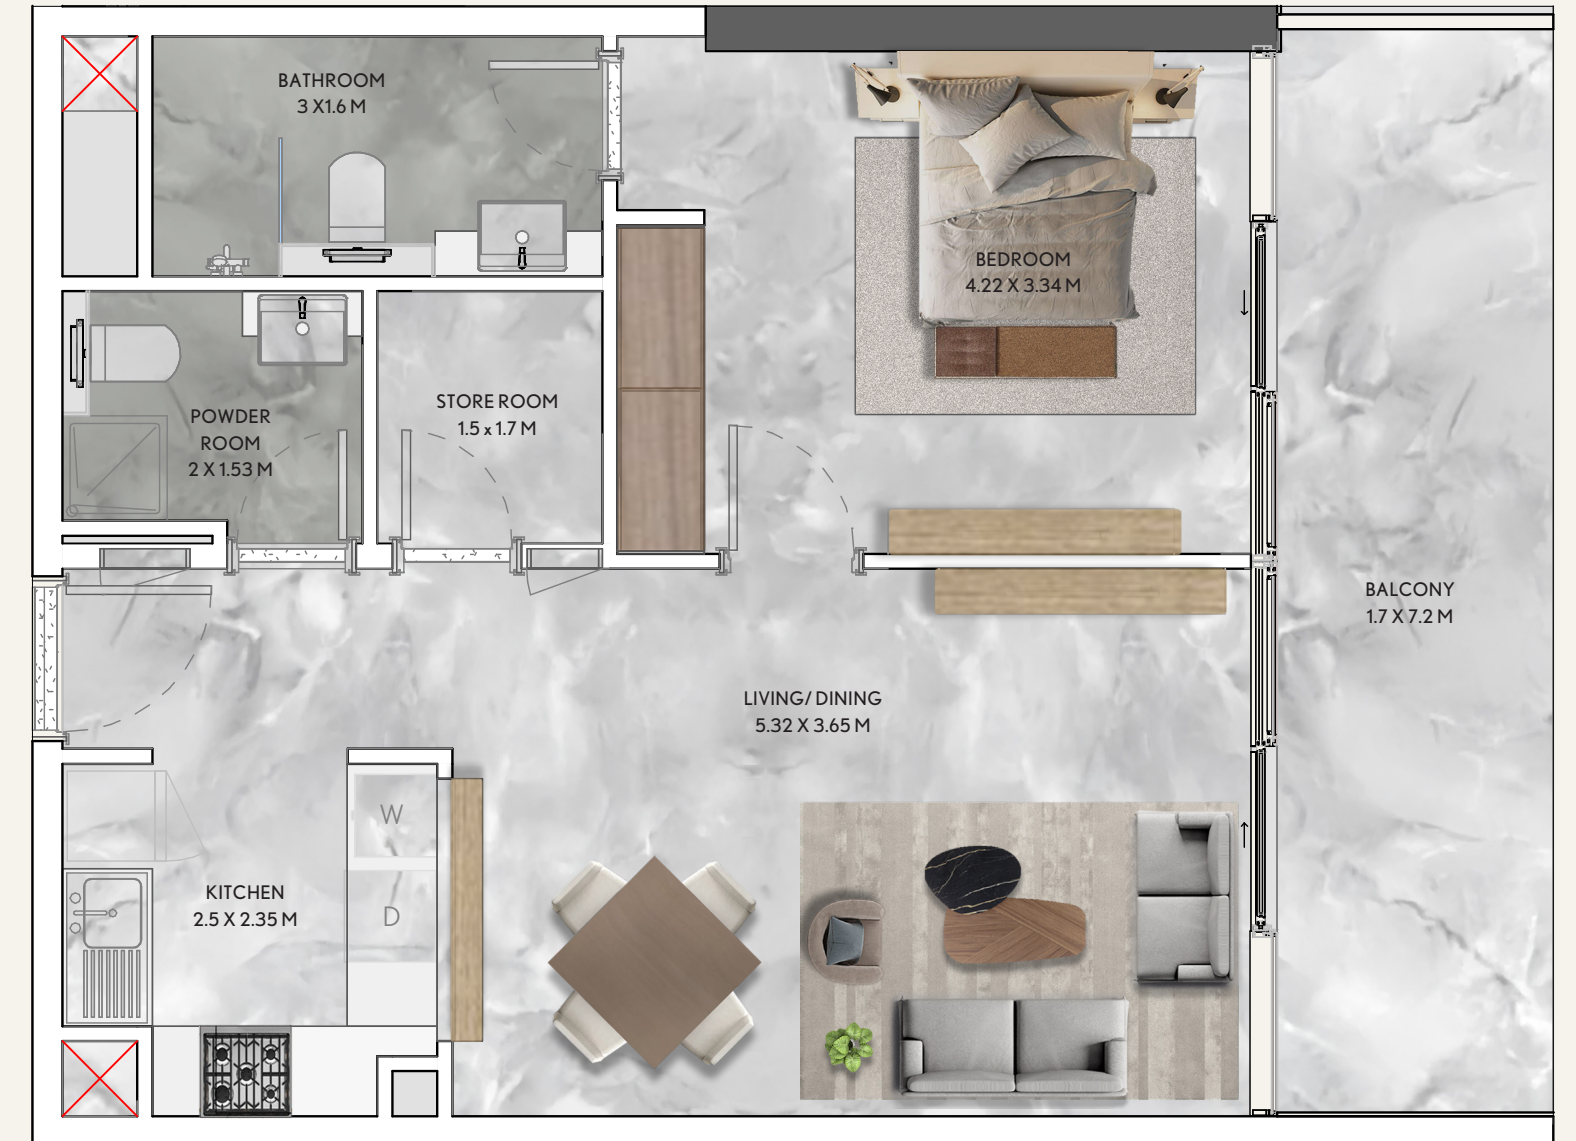 BATHROOM
3 X1.6 M
BEDROOM
4.22 X 3.34 M
POWDER
ROOM
2 X 1.53 M
STORE ROOM
1.5 x 1.7 M
BALCONY
1.7 X 7.2 M
LIVING/ DINING
5.32 X 3.65 M
W
KITCHEN
2.5 X 2.35 M
D